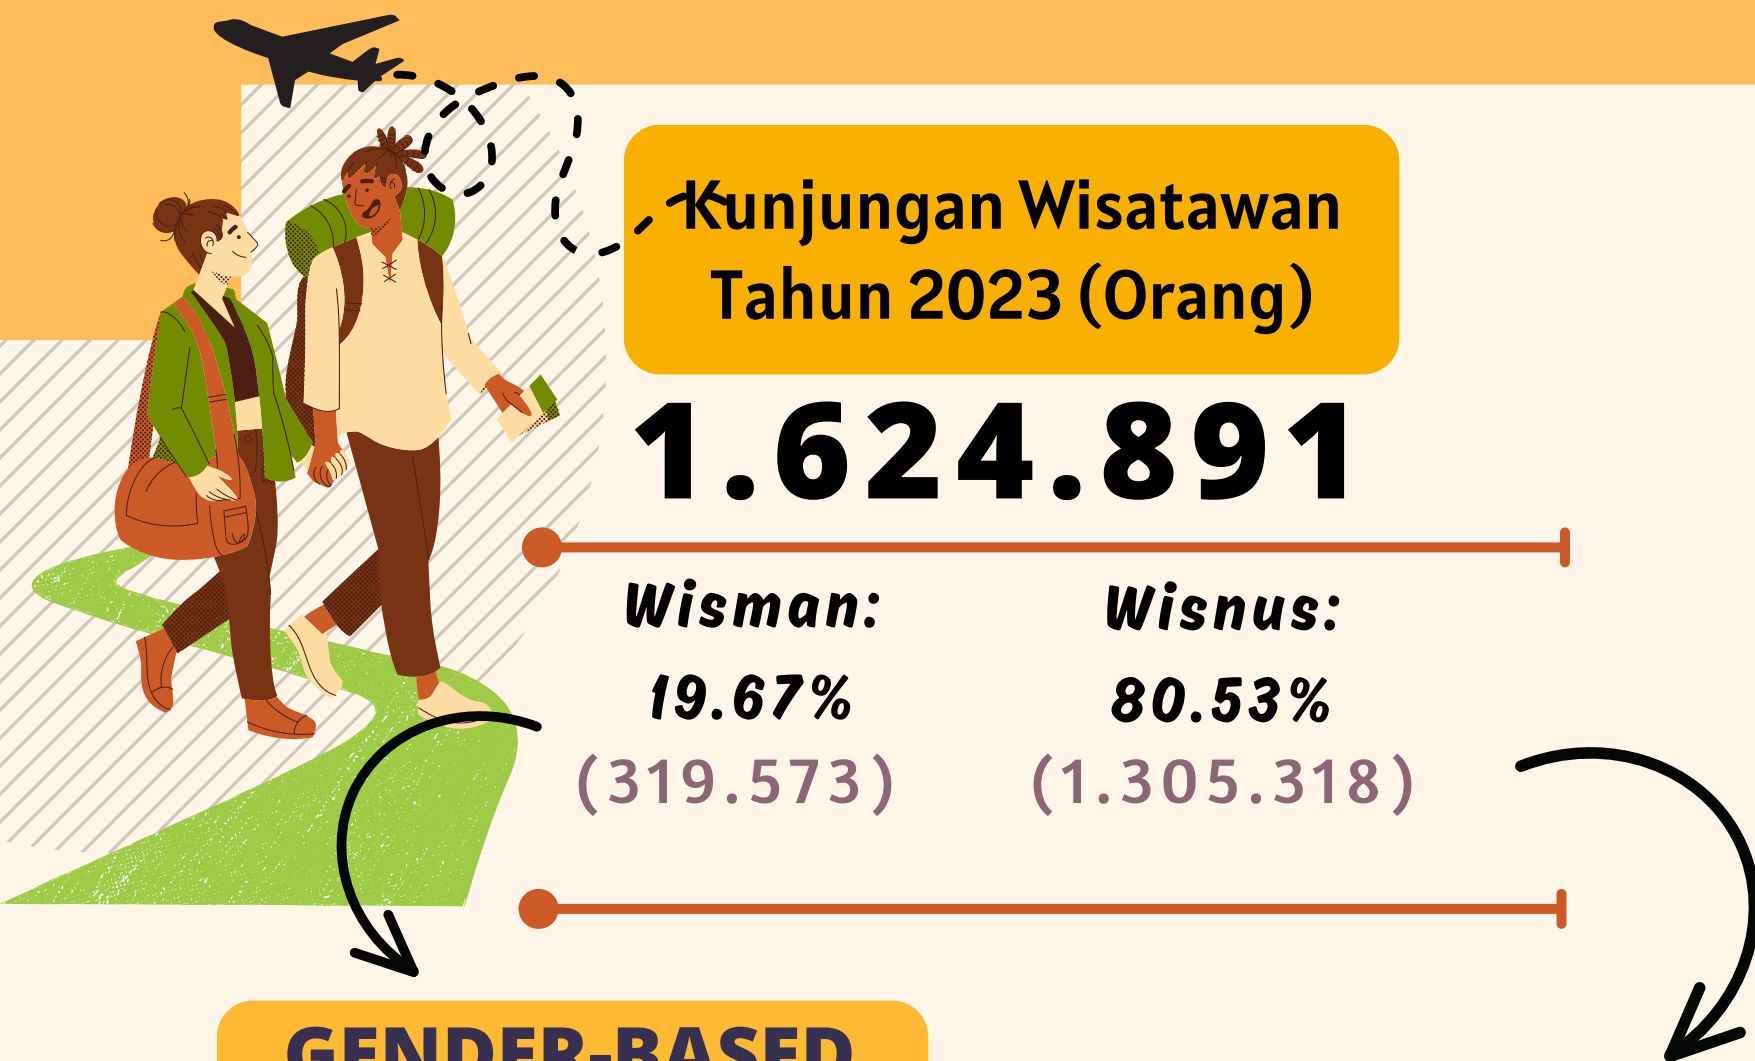 Kunjungan Wisatawan
Tahun 2023 (Orang)
1.624.891
Wisman:
Wisnus:
19.67%
80.53%
(319.573)
(1.305.318)
GENDER-BASED